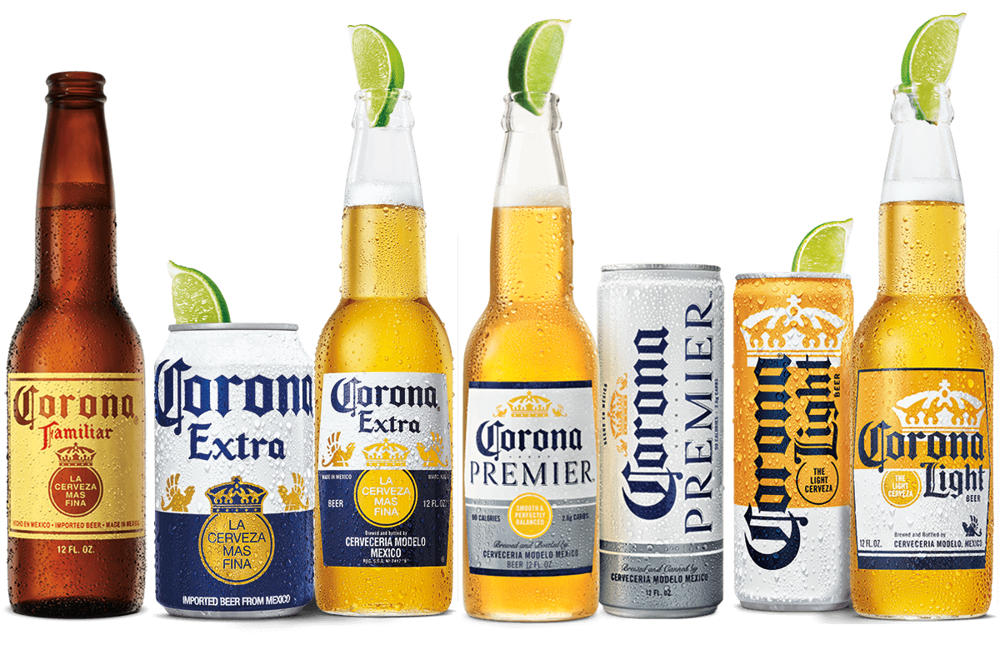 Corona
Familiar
LA
CERVEZA
MAS
FINA
HECHO EN MEXICO • IMPORTED BEER • MADE IN MEXICO
12 FL. OZ.
Corona
Extra
LA
CERVEZA
MAS
FINA
IMPORTED BEER FROM MEXICO
Corona
Extra
MADE IN MEXICO
LA
CERVEZA
MAS
FINA
BEER
12 FL. OZ.
Brewed and bottled by
CERVECERIA MODELO
MEXICO
Corona
PREMIER
90 CALORIES
SMOOTH &
PERFECTLY
BALANCED
2.6g CARBS
Brewed and Bottled by
CERVECERIA MODELO MEXICO
BEER 12 FL. OZ.
Corona
PREMIER
90 CALORIES · 2.6g CARBS
Brewed and Canned by
CERVECERIA MODELO MEXICO
12 FL. OZ.
Corona
Light
BEER
THE
LIGHT
CERVEZA
Corona
Light
BEER
THE
LIGHT
CERVEZA
Brewed and Bottled by
12 FL. OZ.
CERVECERIA MODELO, MEXICO